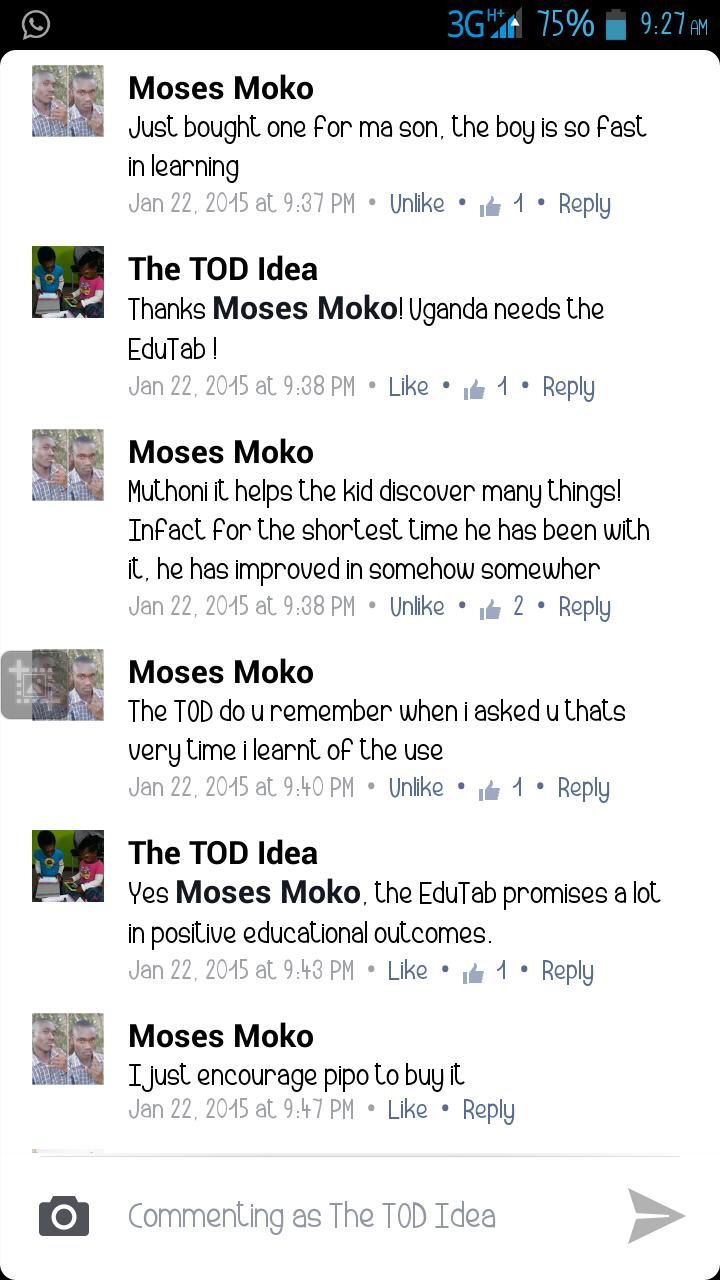 3G H+ 75% 9:27 AM
Moses Moko
Just bought one for ma son, the boy is so fast
in learning
Jan 22, 2015 at 9:37 PM • Unlike • 1 • Reply
The TOD Idea
Thanks Moses Moko! Uganda needs the
EduTab !
Jan 22, 2015 at 9:38 PM • Like • 1 • Reply
Moses Moko
Muthoni it helps the kid discover many things!
Infact for the shortest time he has been with
it, he has improved in somehow somewher
Jan 22, 2015 at 9:38 PM • Unlike • 2 • Reply
Moses Moko
The TOD do u remember when i asked u thats
very time i learnt of the use
Jan 22, 2015 at 9:40 PM • Unlike • 1 • Reply
The TOD Idea
Yes Moses Moko, the EduTab promises a lot
in positive educational outcomes.
Jan 22, 2015 at 9:43 PM • Like • 1 • Reply
Moses Moko
I just encourage pipo to buy it
Jan 22, 2015 at 9:47 PM • Like • Reply
Commenting as The TOD Idea